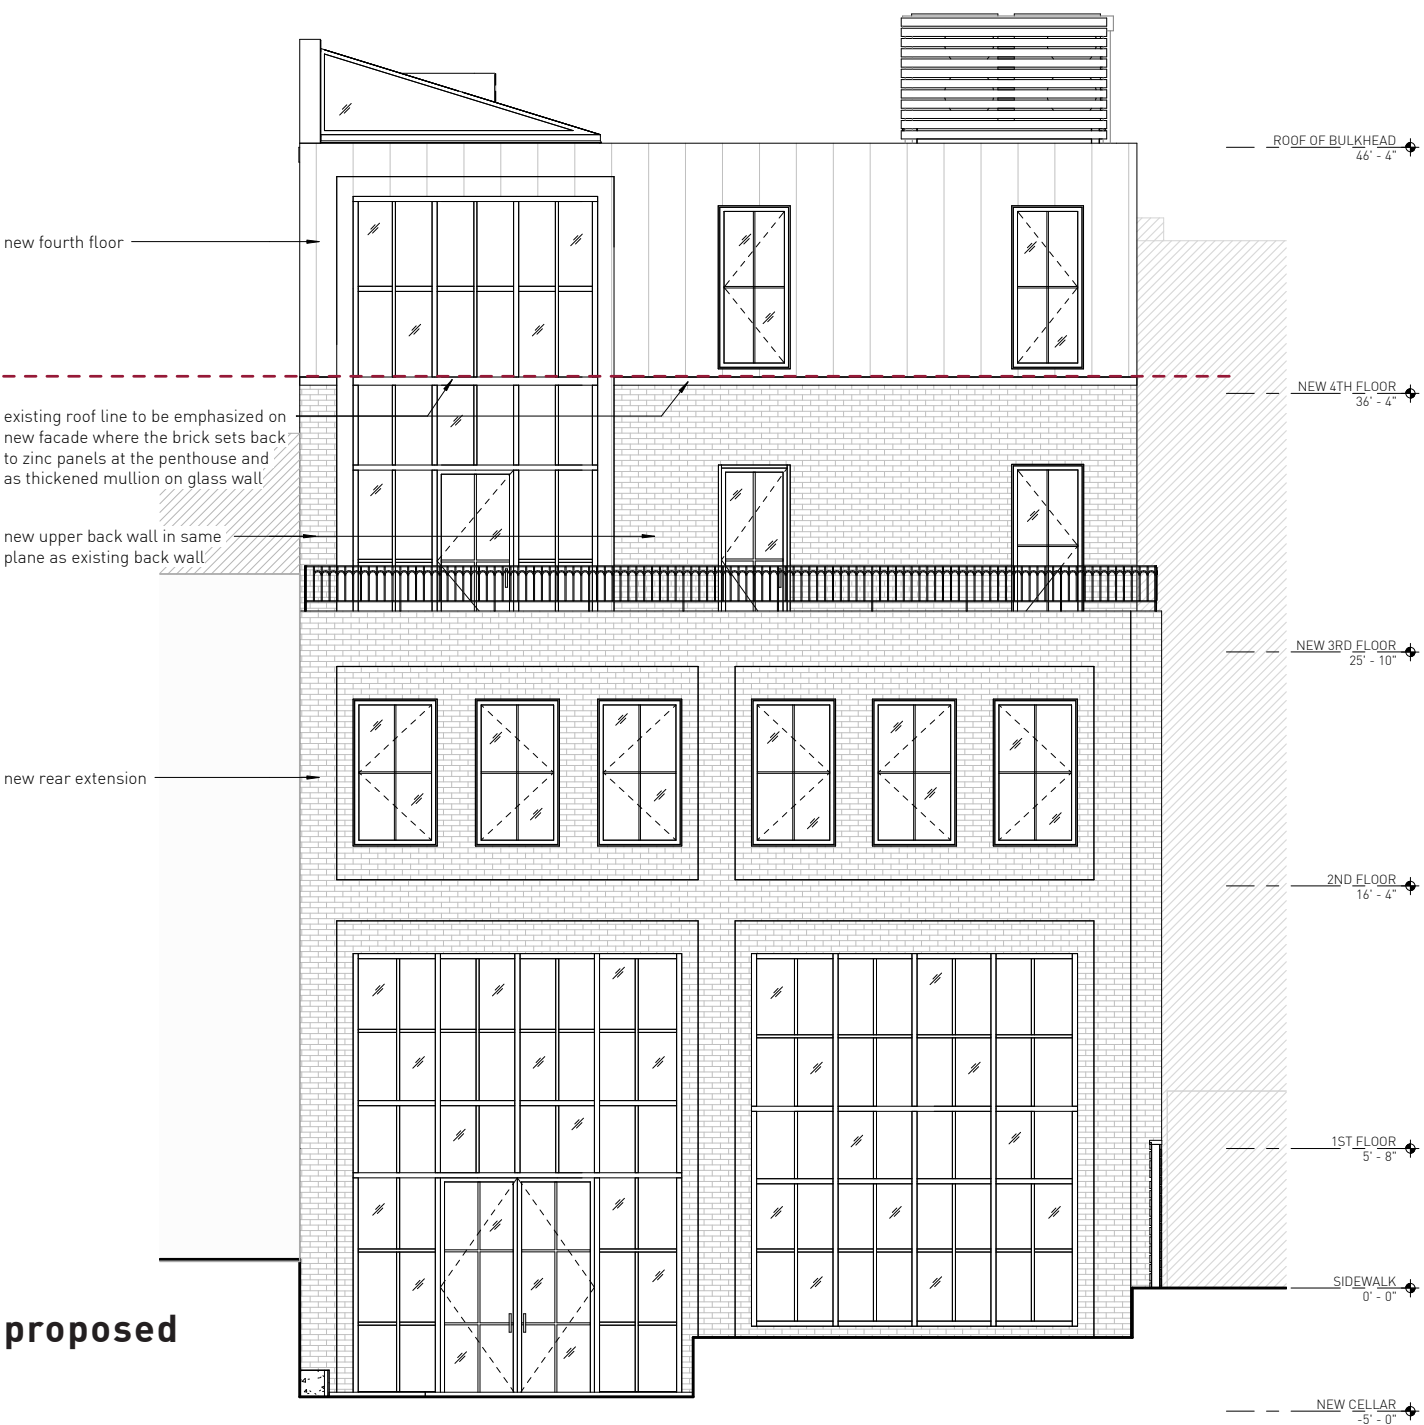 ROOF OF BULKHEAD
46' - 4"
new fourth floor
NEW 4TH FLOOR
36' - 4"
existing roof line to be emphasized on
new facade where the brick sets back
to zinc panels at the penthouse and
as thickened mullion on glass wall
new upper back wall in same
plane as existing back wall
NEW 3RD FLOOR
25' - 10"
new rear extension
2ND FLOOR
16' - 4"
1ST FLOOR
5' - 8"
SIDEWALK
0' - 0"
proposed
NEW CELLAR
-5' - 0"